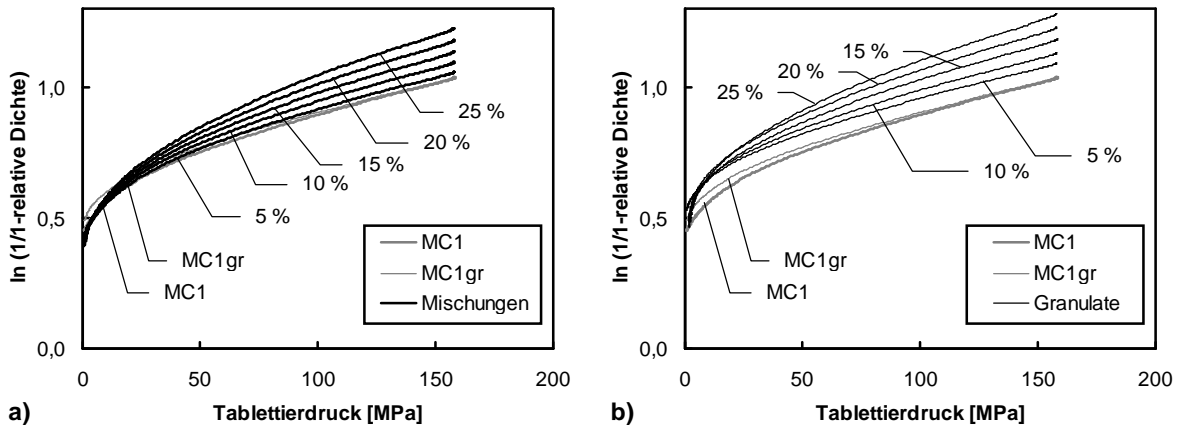 ln (1/1-relative Dichte)
1,0
0,5
0,0
25 %
20 %
15 %
10 %
5 %
MC1gr
MC1
MC1
MC1gr
Mischungen
0 50 100 150 200
a) Tablettierdruck [MPa]
ln (1/1-relative Dichte)
1,0
0,5
0,0
15 %
20 %
25 %
5 %
10 %
MC1gr
MC1
MC1
MC1gr
Granulate
0 50 100 150 200
b) Tablettierdruck [MPa]